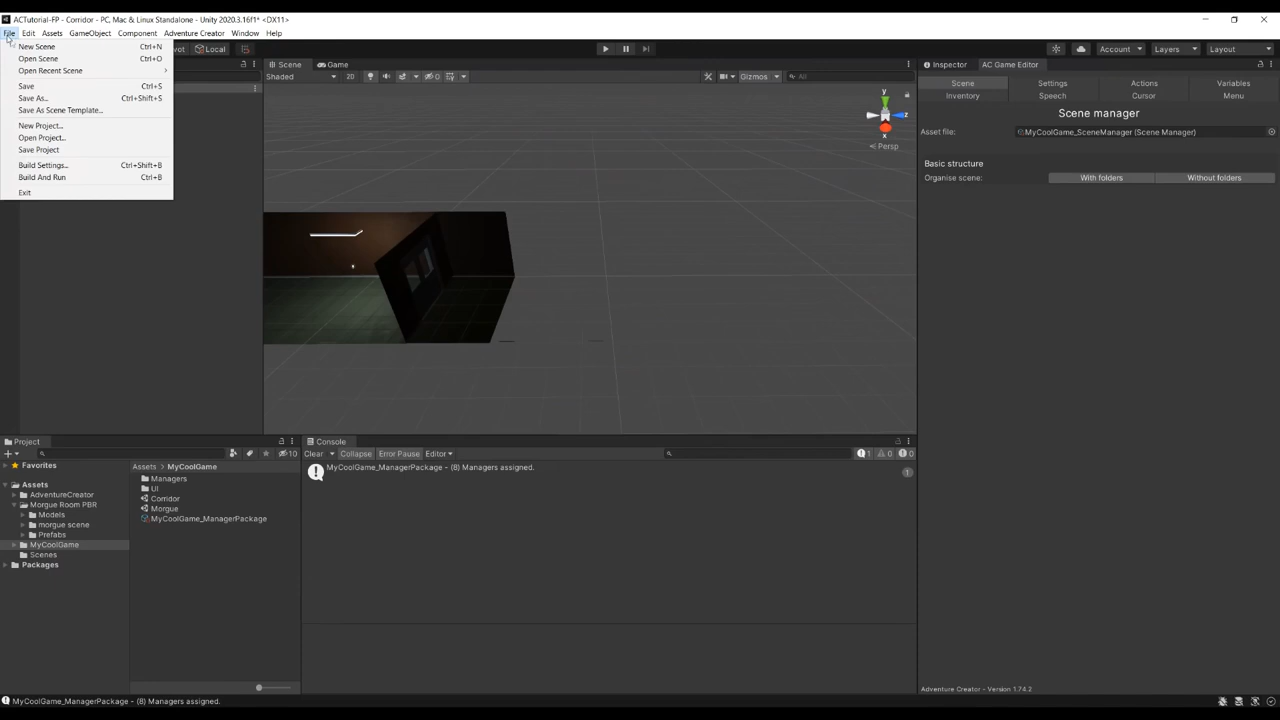 ACTutorial-FP - Corridor - PC, Mac & Linux Standalone - Unity 2020.3.16f1* <DX11>
File Edit Assets GameObject Component Adventure Creator Window Help
New Scene Ctrl+N
Open Scene Ctrl+O
Open Recent Scene
Save Ctrl+S
Save As.. Ctrl+Shift+S
Save As Scene Template...
New Project...
Open Project...
Save Project
Build Settings... Ctrl+Shift+B
Build And Run Ctrl+B
Exit
Local
Account Layers Layout
Scene Game
Shaded 2D 0 Gizmos All
y
z
x
< Persp
Inspector AC Game Editor
Scene Settings Actions Variables
Inventory Speech Cursor Menu
Scene manager
Asset file: MyCoolGame_SceneManager (Scene Manager)
Basic structure
Organise scene: With folders Without folders
Adventure Creator - Version 1.74.2
Project
10
Favorites
Assets
AdventureCreator
Morgue Room PBR
Models
morgue scene
Prefabs
MyCoolGame
Scenes
Packages
Assets > MyCoolGame
Managers
UI
Corridor
Morgue
MyCoolGame_ManagerPackage
Console
Clear Collapse Error Pause Editor 1 0 0
MyCoolGame_ManagerPackage - (8) Managers assigned. 1
MyCoolGame_ManagerPackage - (8) Managers assigned.